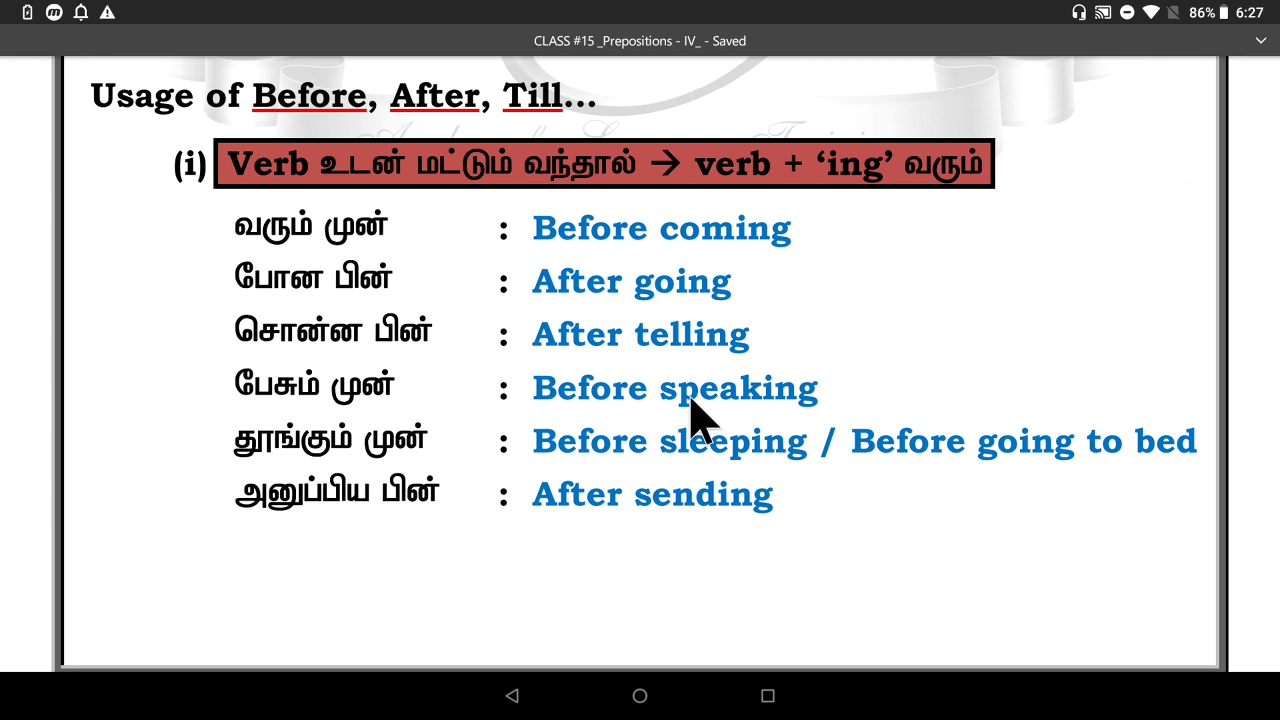 86% 6:27
CLASS #15 _Prepositions - IV_ - Saved
Usage of Before, After, Till...
(i) Verb உடன் மட்டும் வந்தால் → verb + ‘ing’ வரும்
வரும் முன் : Before coming
போன பின் : After going
சொன்ன பின் : After telling
பேசும் முன் : Before speaking
தூங்கும் முன் : Before sleeping / Before going to bed
அனுப்பிய பின் : After sending